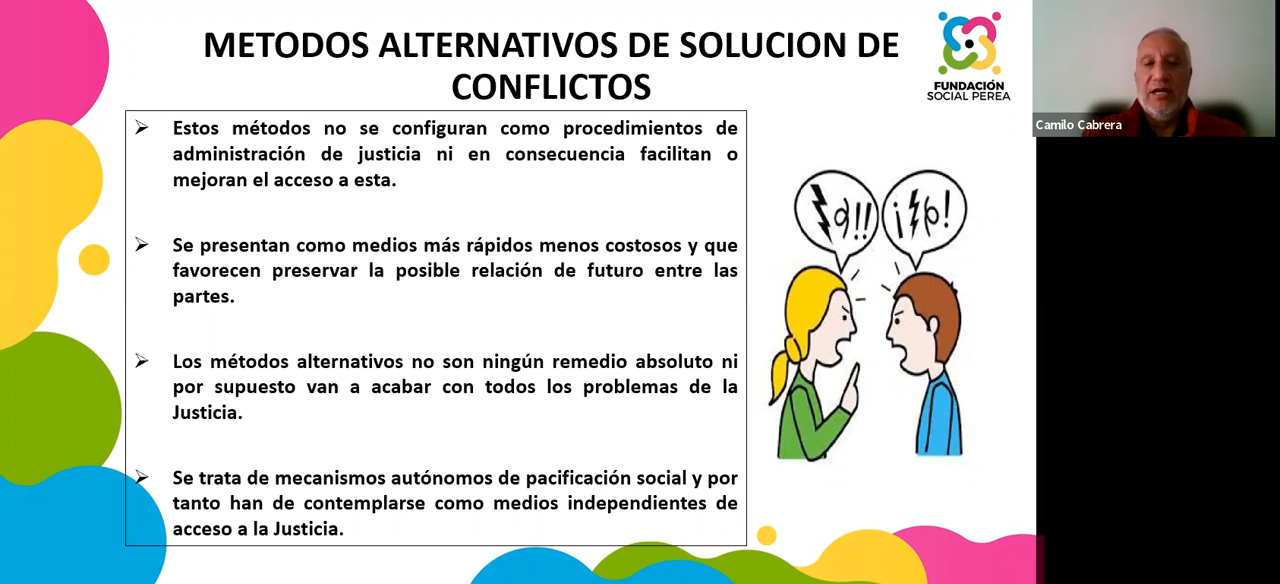 METODOS ALTERNATIVOS DE SOLUCION DE
CONFLICTOS
FUNDACIÓN
SOCIAL PEREA
Camilo Cabrera
➢ Estos métodos no se configuran como procedimientos de
administración de justicia ni en consecuencia facilitan o
mejoran el acceso a esta.
➢ Se presentan como medios más rápidos menos costosos y que
favorecen preservar la posible relación de futuro entre las
partes.
➢ Los métodos alternativos no son ningún remedio absoluto ni
por supuesto van a acabar con todos los problemas de la
Justicia.
➢ Se trata de mecanismos autónomos de pacificación social y por
tanto han de contemplarse como medios independientes de
acceso a la Justicia.